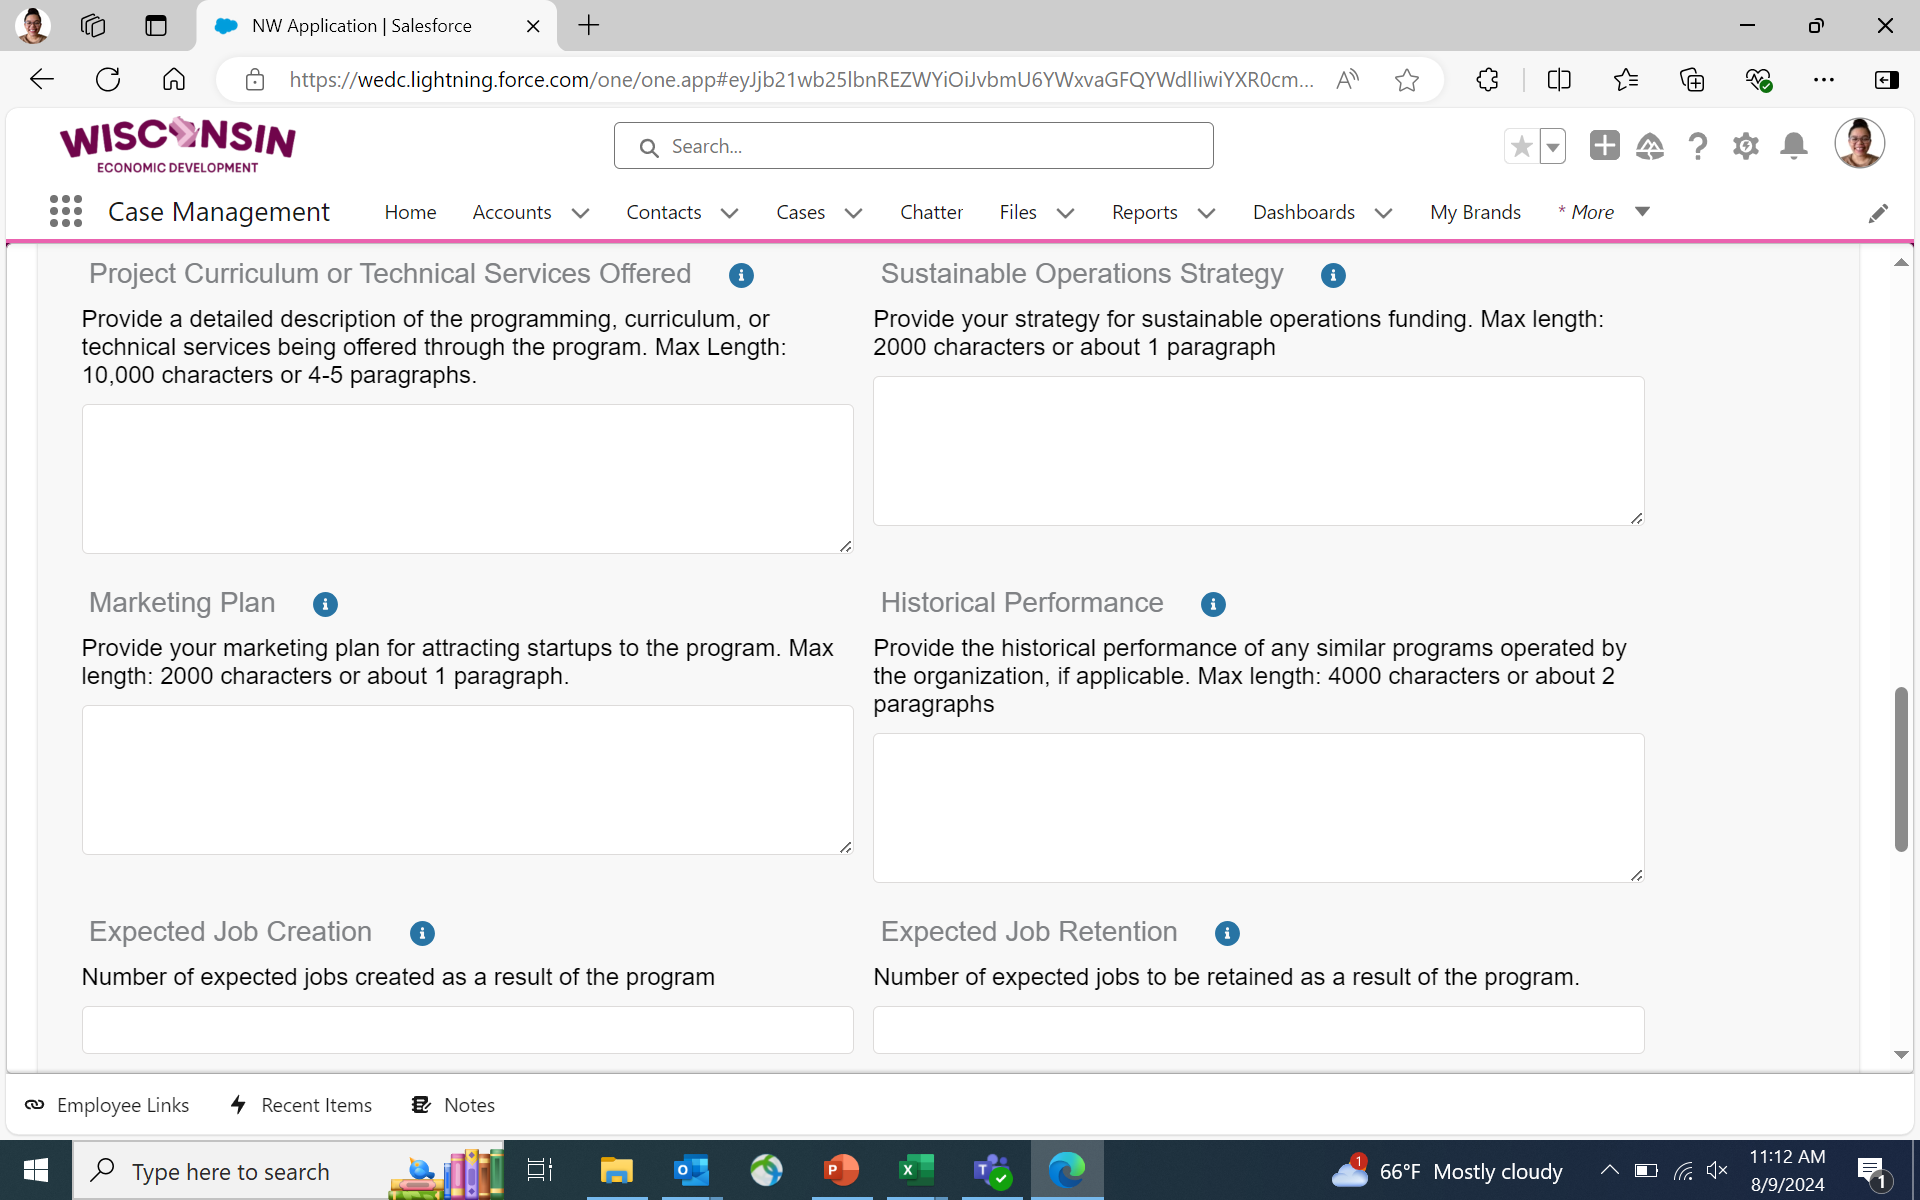 NW Application | Salesforce
https://wedc.lightning.force.com/one/one.app#eyJjb21wb25lbnREZWYiOiJvbmU6YWxvaGFQYWdlIiwiYXR0cm...
WISCONSIN
ECONOMIC DEVELOPMENT
Search...
Case Management
Home
Accounts
Contacts
Cases
Chatter
Files
Reports
Dashboards
My Brands
* More
Project Curriculum or Technical Services Offered
Provide a detailed description of the programming, curriculum, or
technical services being offered through the program. Max Length:
10,000 characters or 4-5 paragraphs.
Sustainable Operations Strategy
Provide your strategy for sustainable operations funding. Max length:
2000 characters or about 1 paragraph
Marketing Plan
Provide your marketing plan for attracting startups to the program. Max
length: 2000 characters or about 1 paragraph.
Historical Performance
Provide the historical performance of any similar programs operated by
the organization, if applicable. Max length: 4000 characters or about 2
paragraphs
Expected Job Creation
Number of expected jobs created as a result of the program
Expected Job Retention
Number of expected jobs to be retained as a result of the program.
Employee Links
Recent Items
Notes
Type here to search
1
66°F Mostly cloudy
11:12 AM
8/9/2024
1